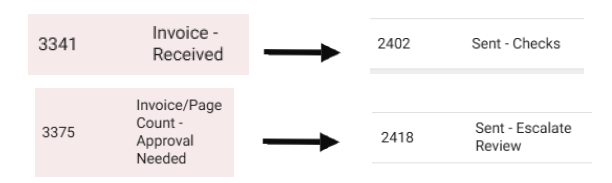 3341 Invoice -
Received
2402 Sent - Checks
3375 Invoice/Page
Count -
Approval
Needed
2418 Sent - Escalate
Review